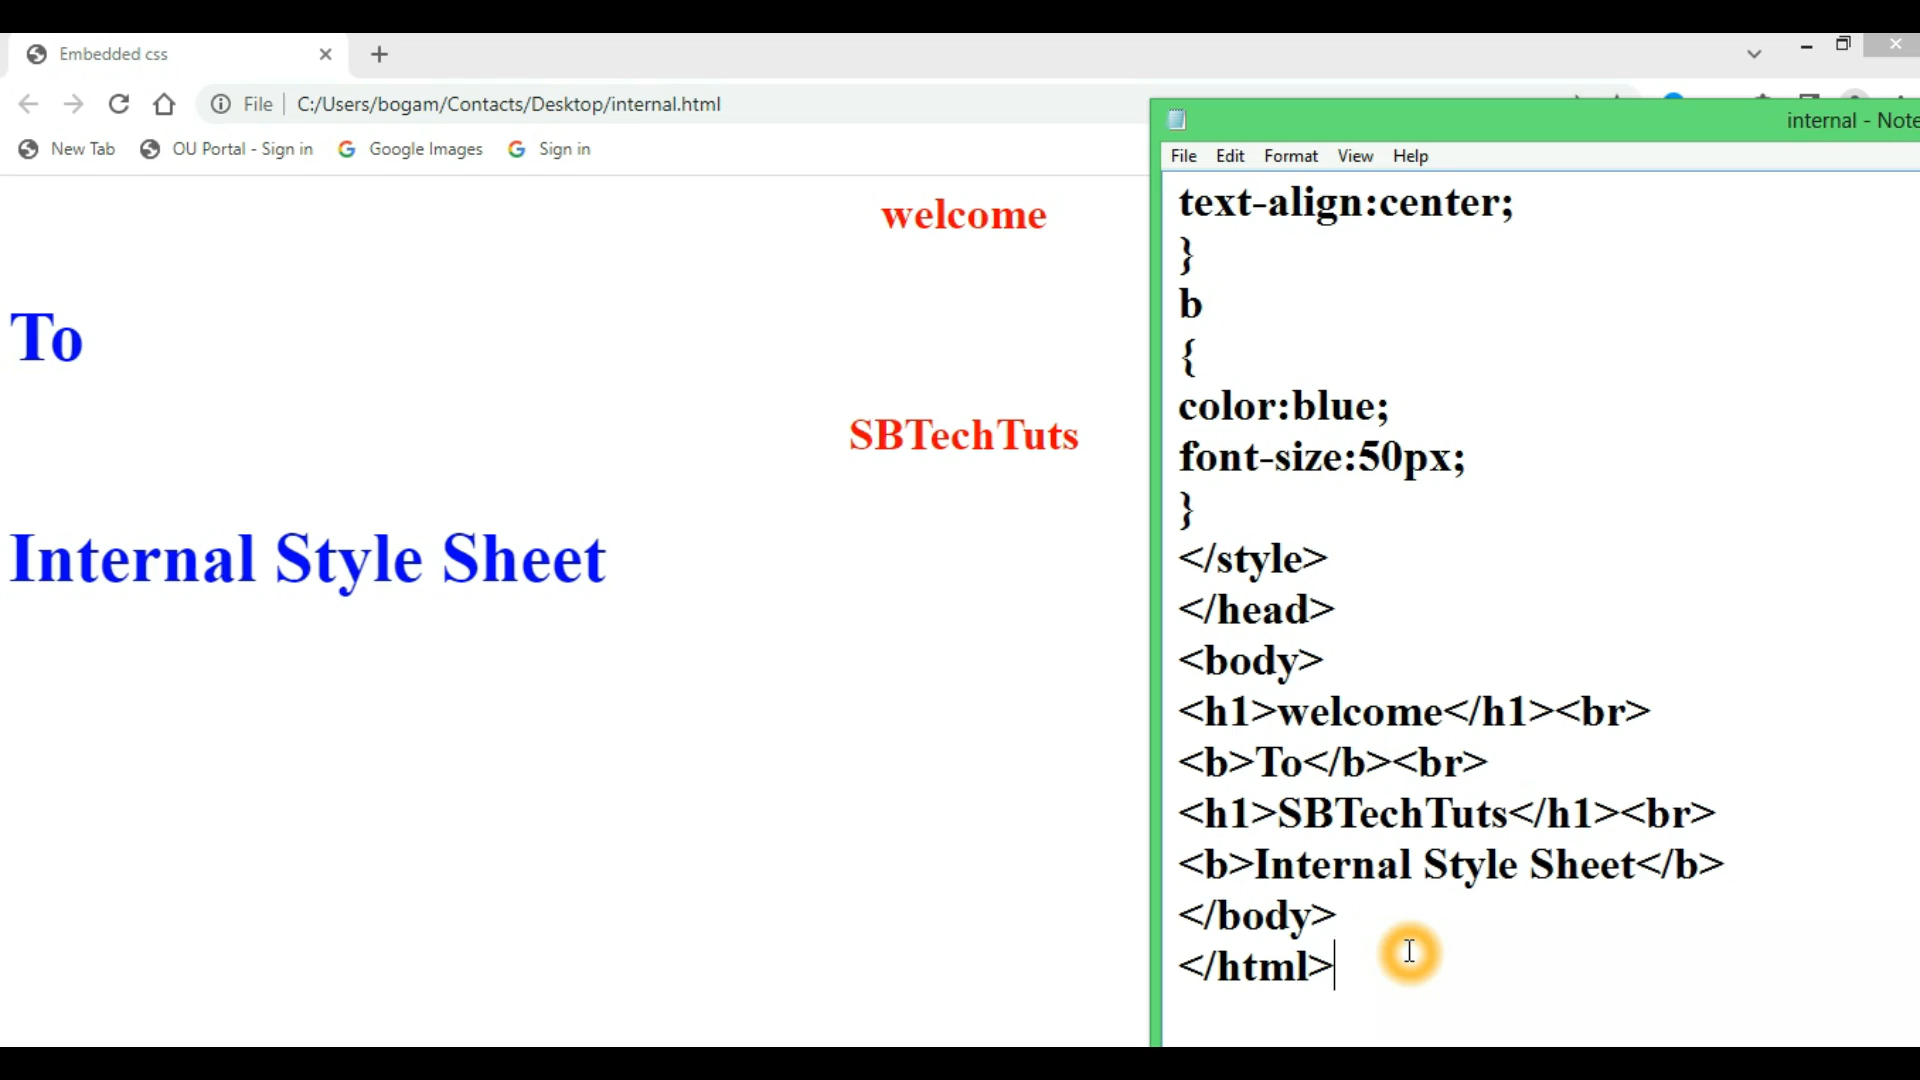 Embedded css
File C:/Users/bogam/Contacts/Desktop/internal.html
New Tab OU Portal - Sign in Google Images Sign in
welcome
To
SBTechTuts
Internal Style Sheet
internal - Note
File Edit Format View Help
text-align:center;
}
b
{
color:blue;
font-size:50px;
}
</style>
</head>
<body>
<h1>welcome</h1><br>
<b>To</b><br>
<h1>SBTechTuts</h1><br>
<b>Internal Style Sheet</b>
</body>
</html>